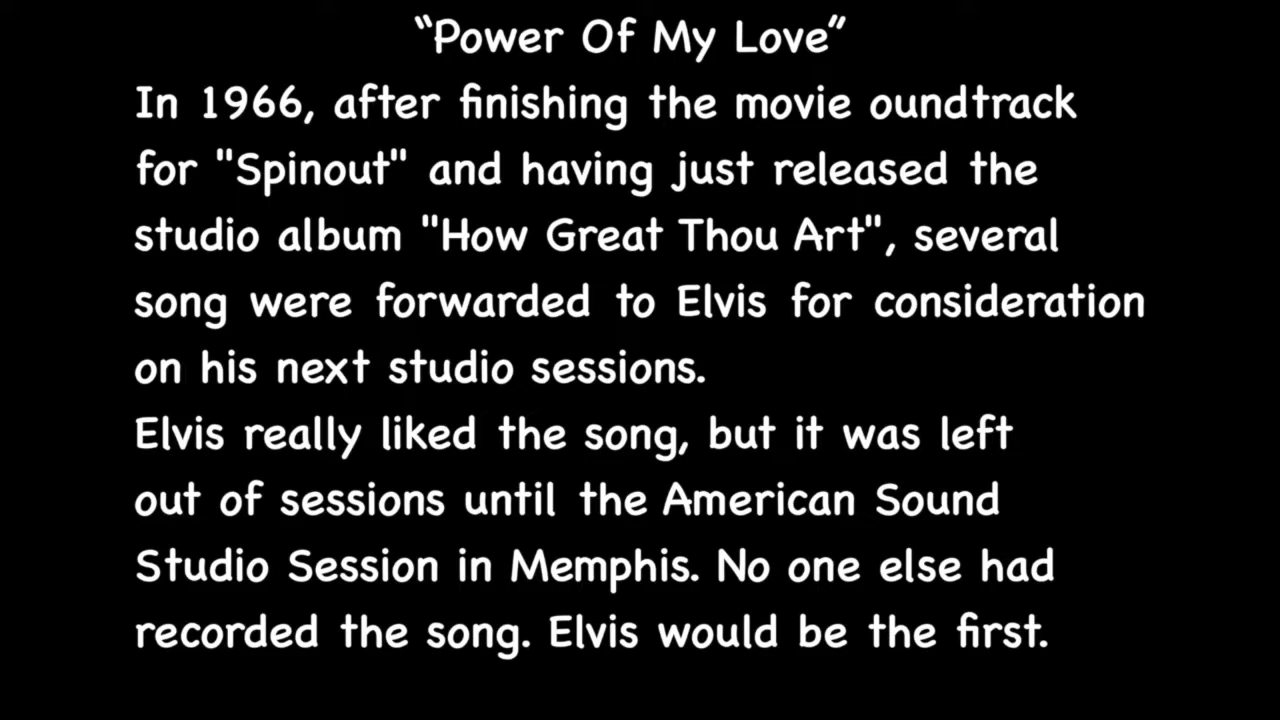 “Power Of My Love”
In 1966, after finishing the movie oundtrack
for "Spinout" and having just released the
studio album "How Great Thou Art", several
song were forwarded to Elvis for consideration
on his next studio sessions.
Elvis really liked the song, but it was left
out of sessions until the American Sound
Studio Session in Memphis. No one else had
recorded the song. Elvis would be the first.